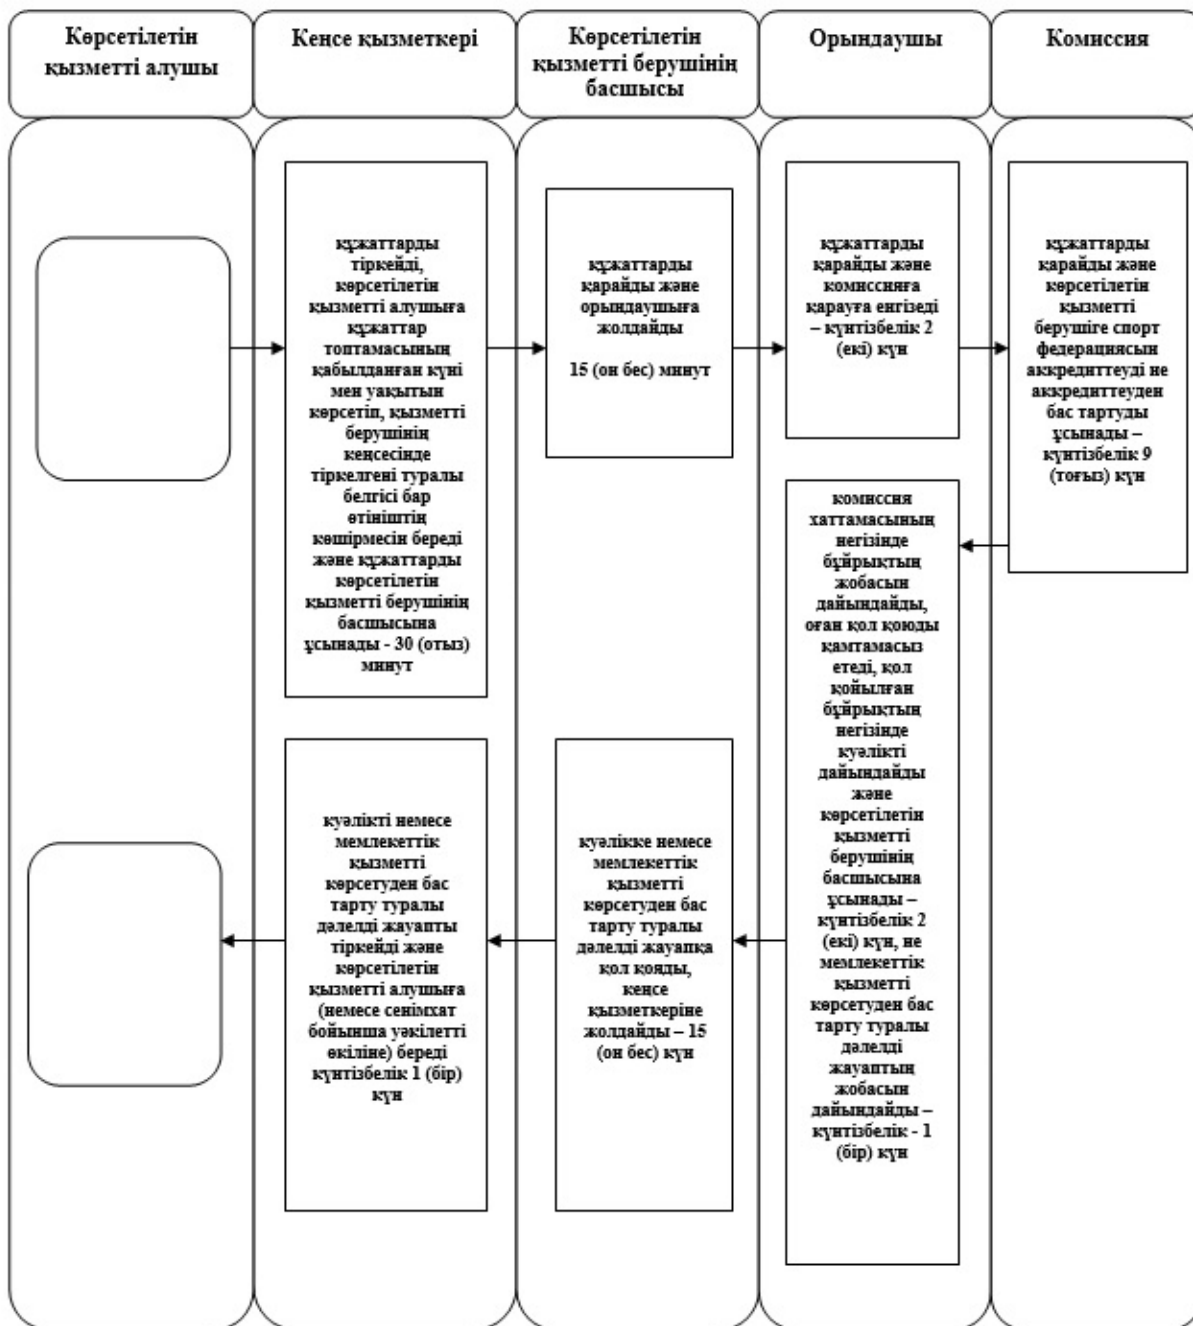 Көрсетілетін
қызметті алушы
Кеңсе қызметкері
Көрсетілетін
қызметті берушінің
басшысы
Орындаушы
Комиссия
құжаттарды
тіркейді,
көрсетілетін
қызметті алушыға
құжаттар
топтамасының
қабылданған күні
мен уақытын
көрсетіп, қызметті
берушінің
кеңсесінде
тіркелгені туралы
белгісі бар
өтініштің
көшірмесін береді
және құжаттарды
көрсетілетін
қызметті берушінің
басшысына
ұсынады - 30 (отыз)
минут
құжаттарды
қарайды және
орындаушыға
жолдайды
15 (он бес) минут
құжаттарды
қарайды және
комиссияға
қарауға енгізеді
– күнтізбелік 2
(екі) күн
құжаттарды
қарайды және
көрсетілетін
қызметті
берушіге спорт
федерациясын
аккредиттеуді не
аккредиттеуден
бас тартуды
ұсынады –
күнтізбелік 9
(тоғыз) күн
комиссия
хаттамасының
негізінде
бұйрықтың
жобасын
дайындайды,
оған қол қоюды
қамтамасыз
етеді, қол
қойылған
бұйрықтың
негізінде
куәлікті
дайындайды
және
көрсетілетін
қызметті
берушінің
басшысына
ұсынады –
күнтізбелік 2
(екі) күн, не
мемлекеттік
қызметті
көрсетуден бас
тарту туралы
дәлелді
жауаптың
жобасын
дайындайды –
күнтізбелік - 1
(бір) күн
куәлікке немесе
мемлекеттік
қызметті
көрсетуден бас
тарту туралы
дәлелді жауапқа
қол қояды,
кеңсе
қызметкеріне
жолдайды – 15
(он бес) күн
куәлікті немесе
мемлекеттік
қызметті
көрсетуден бас
тарту туралы
дәлелді жауапты
тіркейді және
көрсетілетін
қызметті алушыға
(немесе сенімхат
бойынша уәкілетті
өкіліне) береді
күнтізбелік 1 (бір)
күн